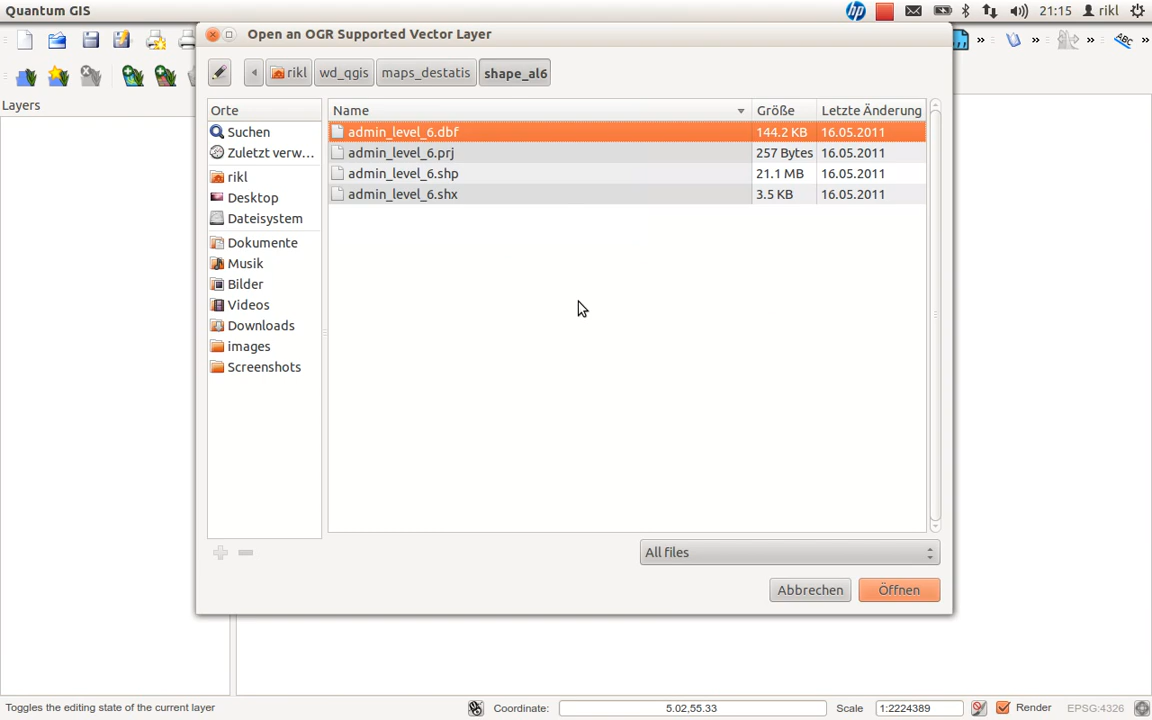 Quantum GIS
21:15
rikl
Open an OGR Supported Vector Layer
rikl
wd_qgis
maps_destatis
shape_al6
Layers
Orte
Suchen
Zuletzt verw...
rikl
Desktop
Dateisystem
Dokumente
Musik
Bilder
Videos
Downloads
images
Screenshots
Name Größe Letzte Änderung
admin_level_6.dbf 144.2 KB 16.05.2011
admin_level_6.prj 257 Bytes 16.05.2011
admin_level_6.shp 21.1 MB 16.05.2011
admin_level_6.shx 3.5 KB 16.05.2011
All files
Abbrechen
Öffnen
Toggles the editing state of the current layer
Coordinate: 5.02,55.33 Scale 1:2224389 Render EPSG:4326